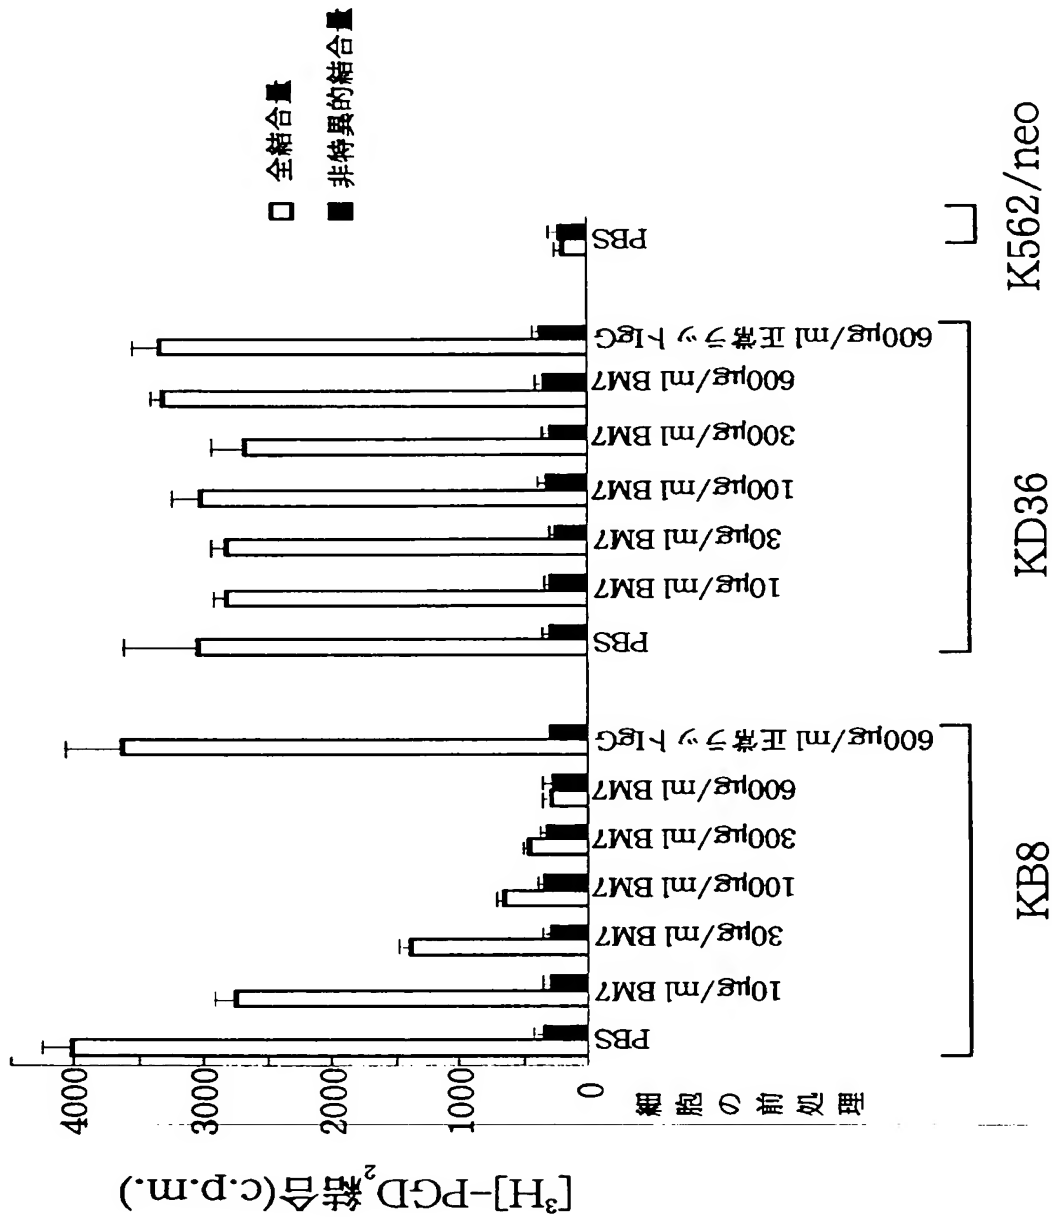 □ 全結合量
■ 非特異的結合量
[³H]-PGD₂結合(c.p.m.)
4000
3000
2000
1000
0
細胞の前処理
PBS
10μg/ml BM7
30μg/ml BM7
100μg/ml BM7
300μg/ml BM7
600μg/ml BM7
600μg/ml 正常ラットIgG
KB8
PBS
10μg/ml BM7
30μg/ml BM7
100μg/ml BM7
300μg/ml BM7
600μg/ml BM7
600μg/ml 正常ラットIgG
KD36
PBS
K562/neo